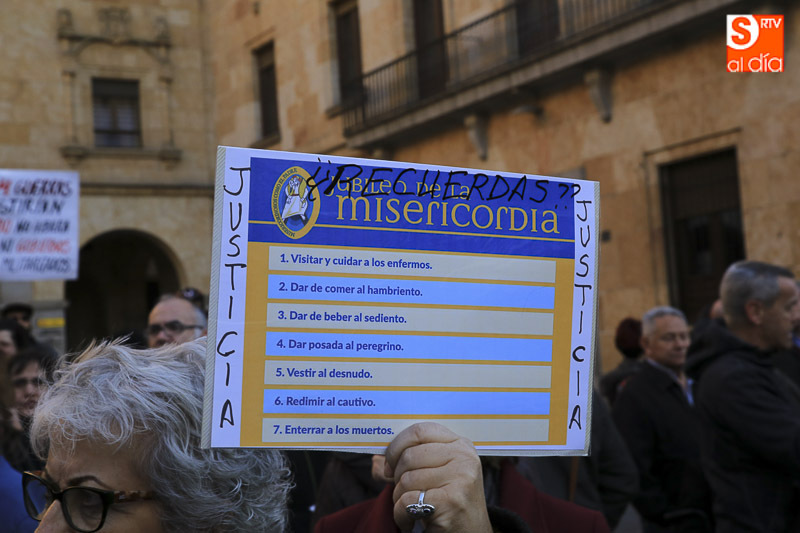 S RTV
al día
¿¿RECUERDAS??
JUBILEO DE LA
misericordia
JUSTICIA
1. Visitar y cuidar a los enfermos.
2. Dar de comer al hambriento.
3. Dar de beber al sediento.
4. Dar posada al peregrino.
5. Vestir al desnudo.
6. Redimir al cautivo.
7. Enterrar a los muertos.
JUSTICIA
GUERRAS